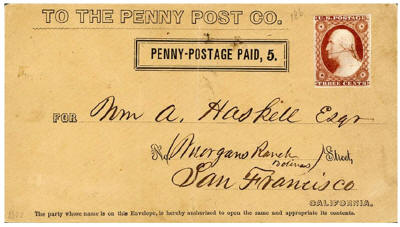 TO THE PENNY POST CO.
U.S. POSTAGE
PENNY-POSTAGE PAID, 5.
THREE CENTS
FOR Wm A. Haskell Esqr
No. (Morgans Ranch Bolinas) Street,
San Francisco
CALIFORNIA.
The party whose name is on this Envelope, is hereby authorized to open the same and appropriate its contents.